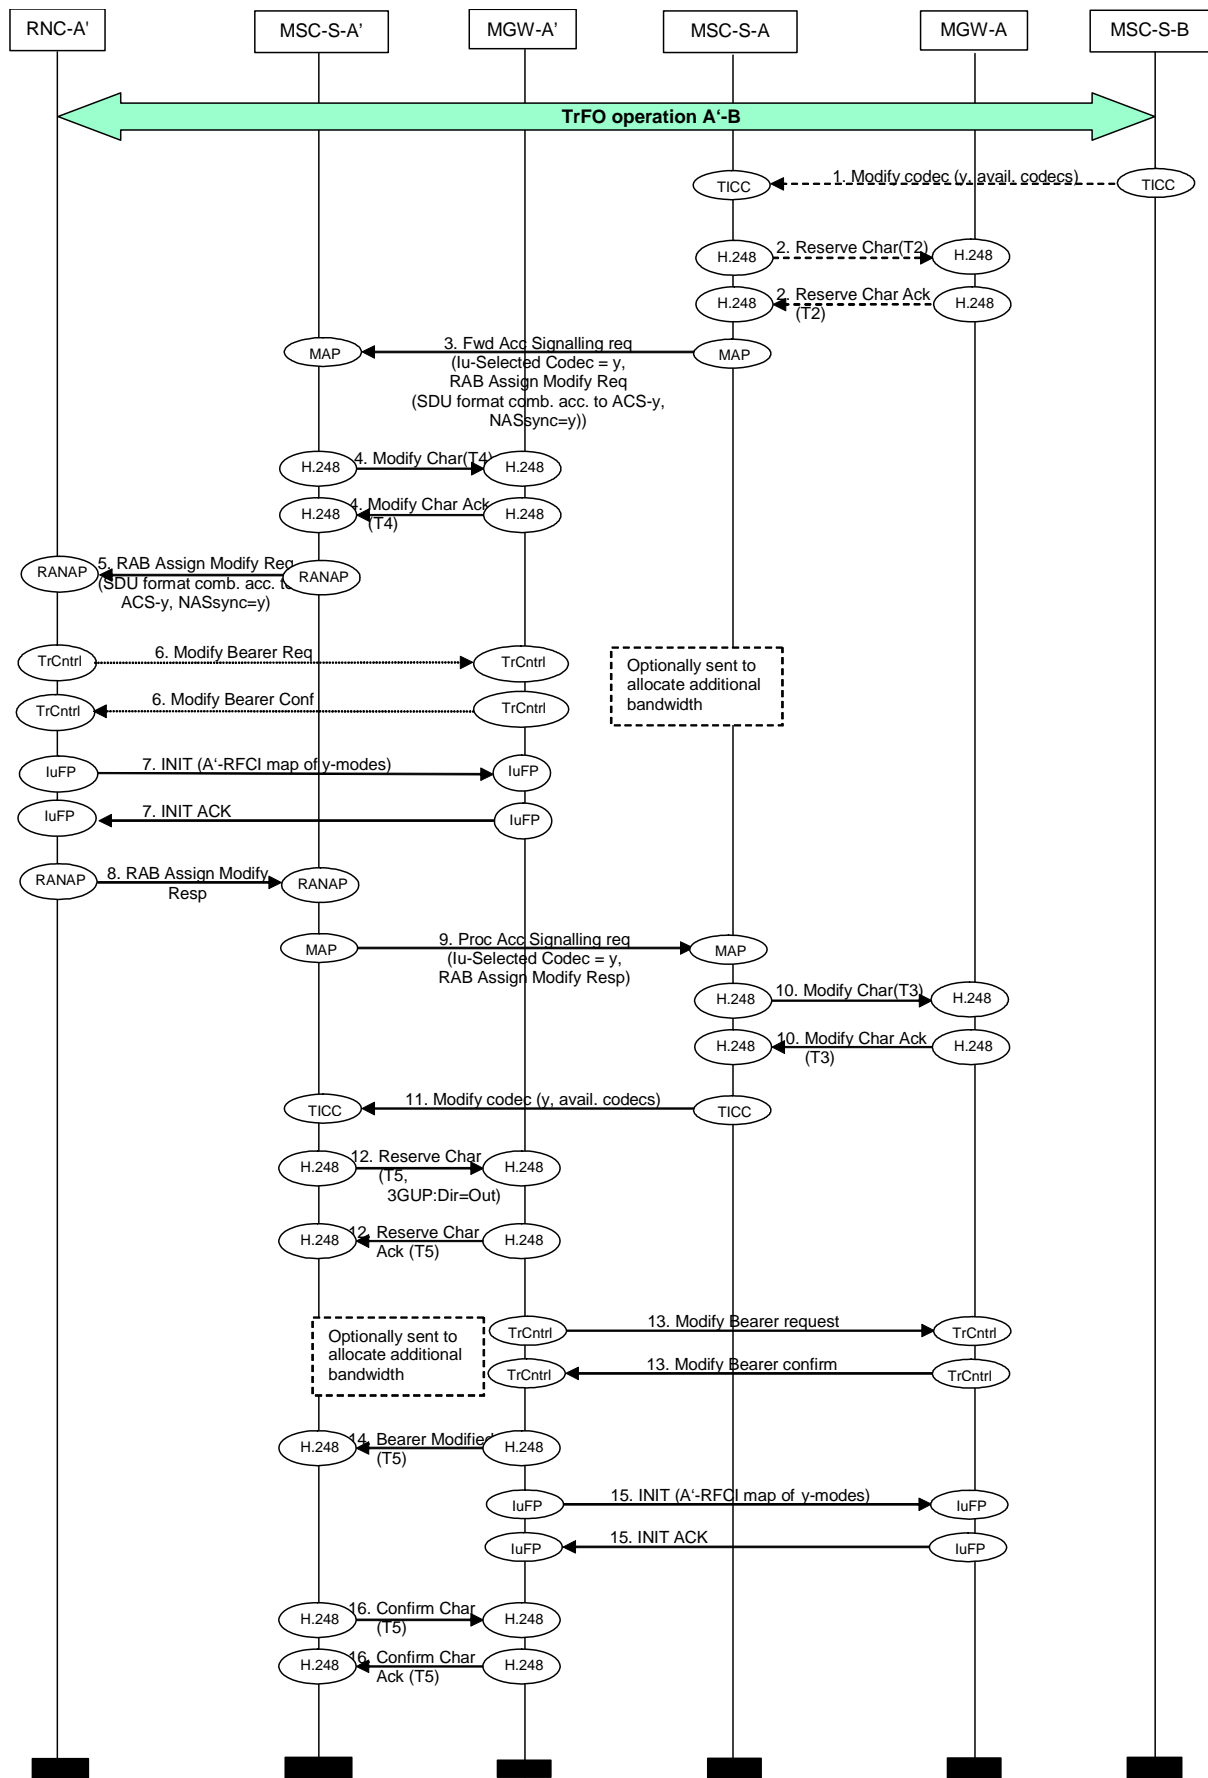 RNC-A'
MSC-S-A'
MGW-A'
MSC-S-A
MGW-A
MSC-S-B
TrFO operation A‘-B
TICC
1. Modify codec (y, avail. codecs)
TICC
H.248
2. Reserve Char(T2)
H.248
H.248
2. Reserve Char Ack
(T2)
H.248
MAP
3. Fwd Acc Signalling req
(Iu-Selected Codec = y,
RAB Assign Modify Req
(SDU format comb. acc. to ACS-y,
NASsync=y))
MAP
H.248
4. Modify Char(T4)
H.248
H.248
4. Modify Char Ack
(T4)
H.248
RANAP
5. RAB Assign Modify Req
(SDU format comb. acc. to
ACS-y, NASsync=y)
RANAP
TrCntrl
6. Modify Bearer Req
TrCntrl
TrCntrl
6. Modify Bearer Conf
TrCntrl
Optionally sent to
allocate additional
bandwidth
IuFP
7. INIT (A‘-RFCI map of y-modes)
IuFP
IuFP
7. INIT ACK
IuFP
RANAP
8. RAB Assign Modify
Resp
RANAP
MAP
9. Proc Acc Signalling req
(Iu-Selected Codec = y,
RAB Assign Modify Resp)
MAP
H.248
10. Modify Char(T3)
H.248
H.248
10. Modify Char Ack
(T3)
H.248
TICC
11. Modify codec (y, avail. codecs)
TICC
H.248
12. Reserve Char
(T5,
3GUP:Dir=Out)
H.248
H.248
12. Reserve Char
Ack (T5)
H.248
Optionally sent to
allocate additional
bandwidth
TrCntrl
13. Modify Bearer request
TrCntrl
TrCntrl
13. Modify Bearer confirm
TrCntrl
H.248
14. Bearer Modified
(T5)
H.248
IuFP
15. INIT (A‘-RFCI map of y-modes)
IuFP
IuFP
15. INIT ACK
IuFP
H.248
16. Confirm Char
(T5)
H.248
H.248
16. Confirm Char
Ack (T5)
H.248